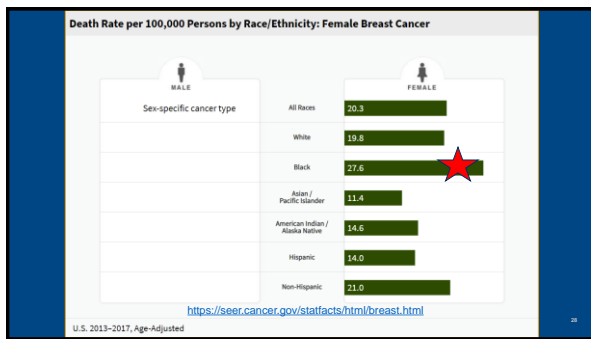 Death Rate per 100,000 Persons by Race/Ethnicity: Female Breast Cancer
MALE
FEMALE
Sex-specific cancer type
All Races
20.3
White
19.8
Black
27.6
Asian /
Pacific Islander
11.4
American Indian /
Alaska Native
14.6
Hispanic
14.0
Non-Hispanic
21.0
https://seer.cancer.gov/statfacts/html/breast.html
U.S. 2013–2017, Age-Adjusted
28